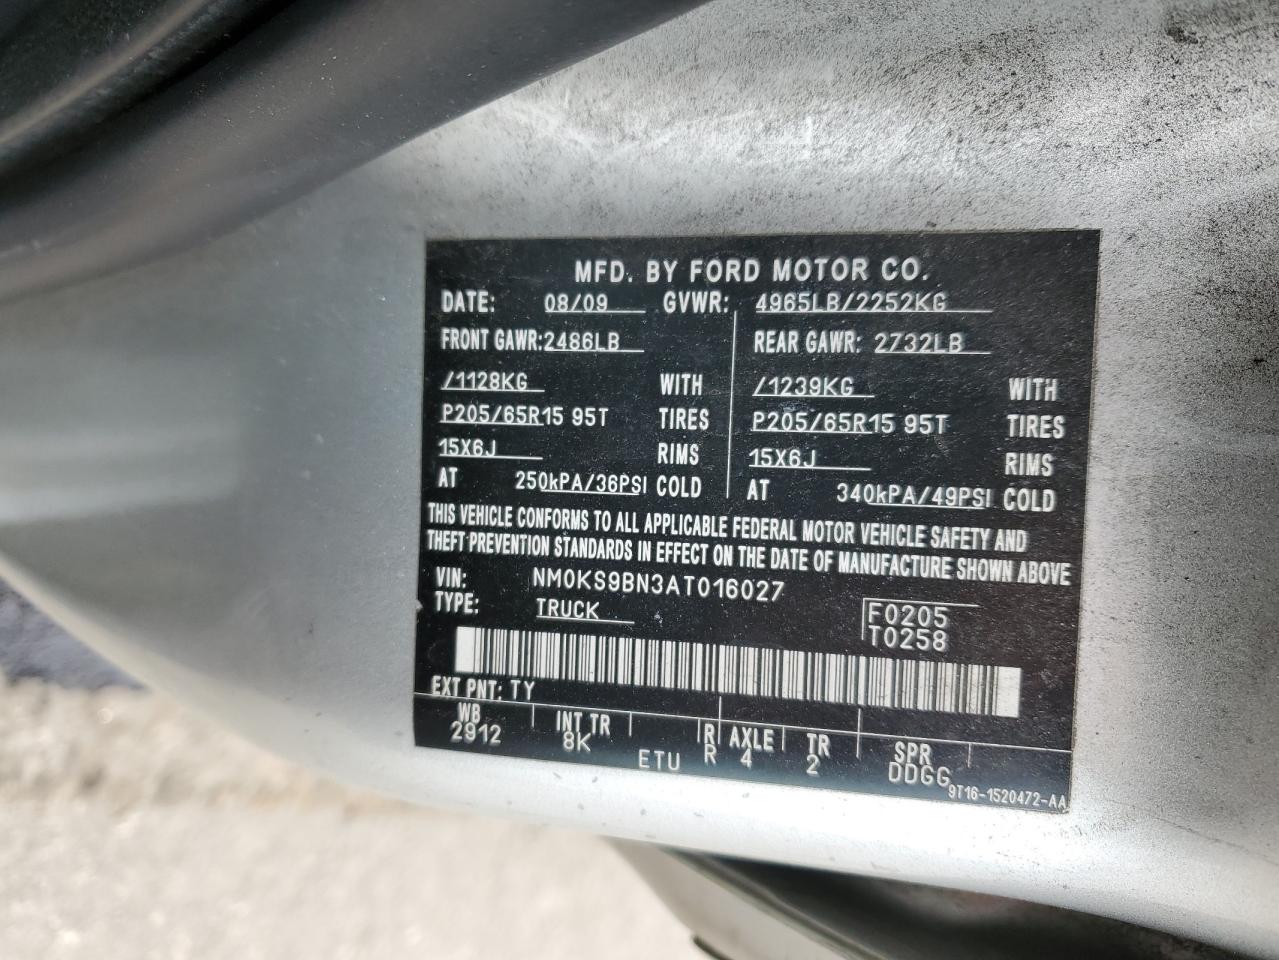 MFD. BY FORD MOTOR CO.
DATE: 08/09 GVWR: 4965LB/2252KG
FRONT GAWR:2486LB REAR GAWR: 2732LB
/1128KG WITH /1239KG WITH
P205/65R15 95T TIRES P205/65R15 95T TIRES
15X6J RIMS 15X6J RIMS
AT 250kPA/36PSI COLD AT 340kPA/49PSI COLD
THIS VEHICLE CONFORMS TO ALL APPLICABLE FEDERAL MOTOR VEHICLE SAFETY AND
THEFT PREVENTION STANDARDS IN EFFECT ON THE DATE OF MANUFACTURE SHOWN ABOVE
VIN: NM0KS9BN3AT016027
TYPE: TRUCK F0205
T0258
EXT PNT: TY
WB INT TR R AXLE TR SPR
2912 8K ETU R 4 2 DDGG
9T16-1520472-AA